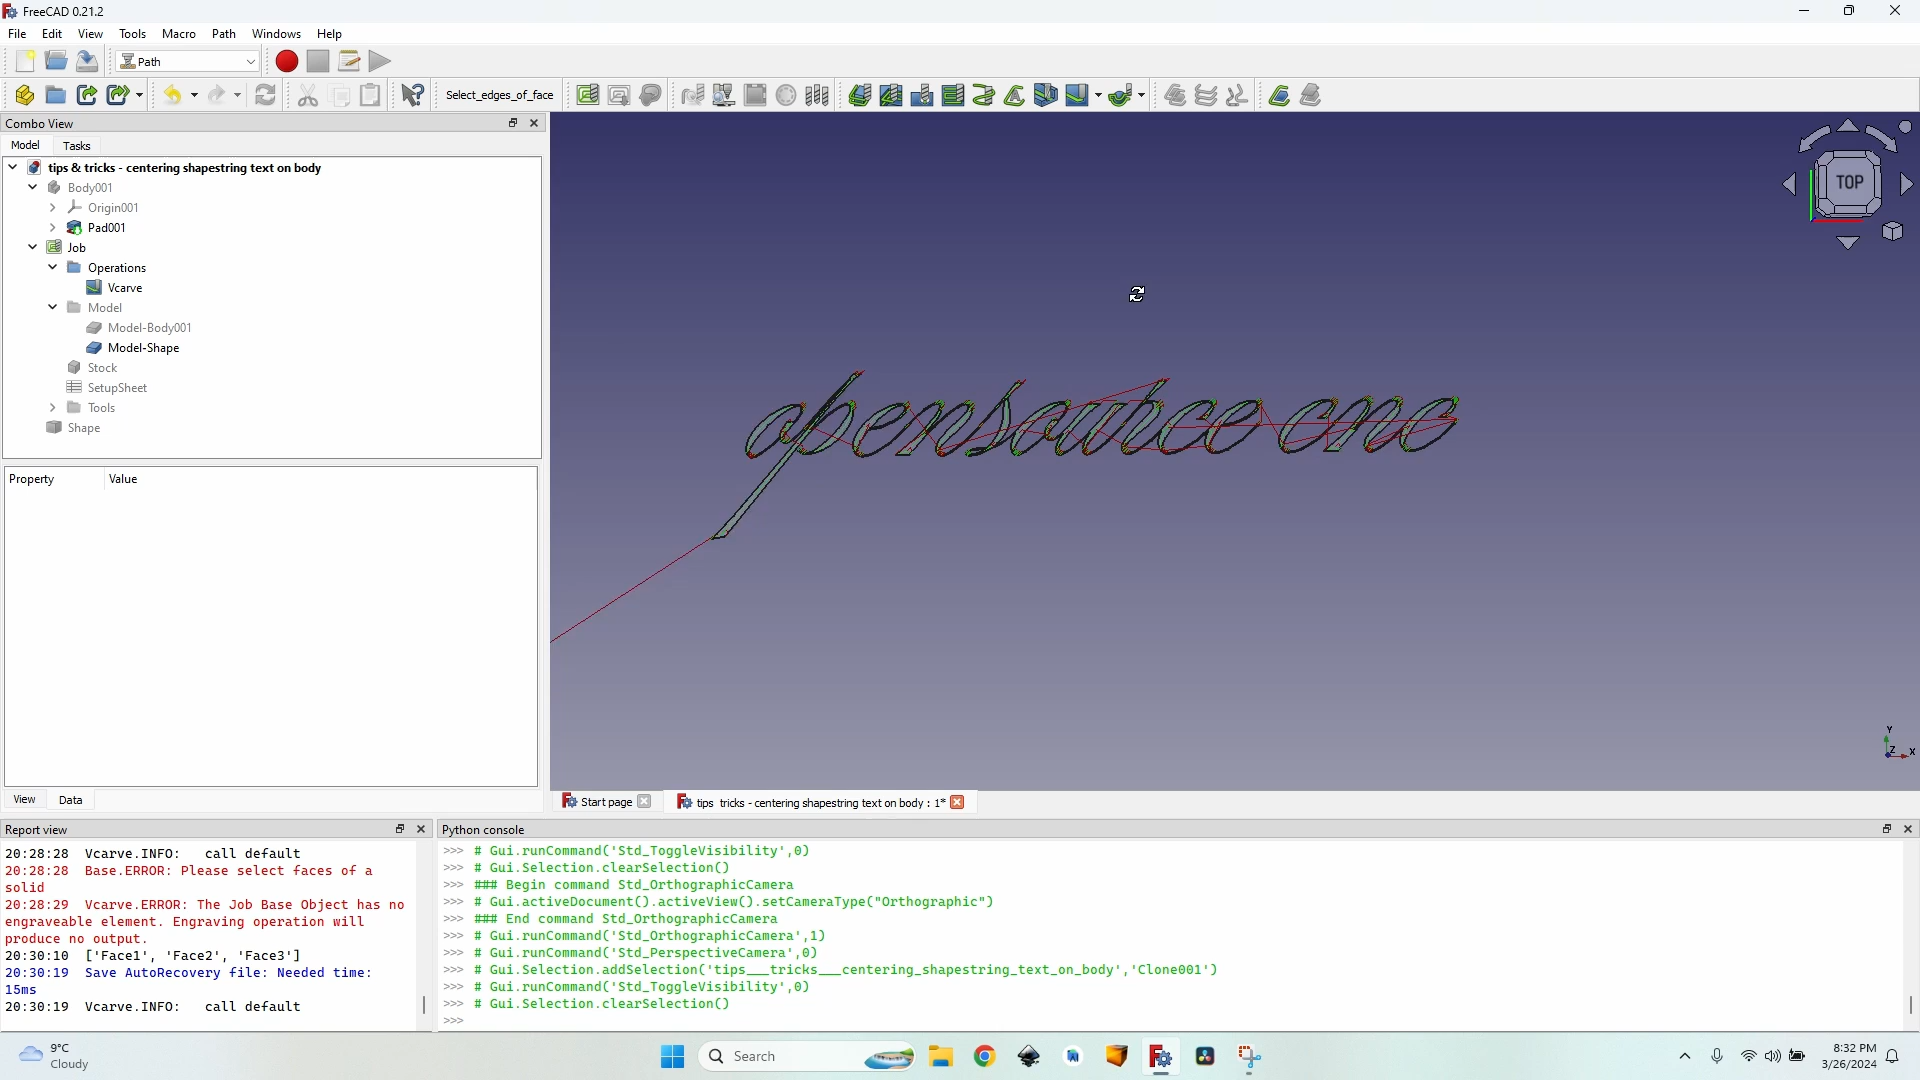 FreeCAD 0.21.2
File Edit View Tools Macro Path Windows Help
Path
Select_edges_of_face
Combo View
Model Tasks
tips & tricks - centering shapestring text on body
Body001
Origin001
Pad001
Job
Operations
Vcarve
Model
Model-Body001
Model-Shape
Stock
SetupSheet
Tools
Shape
Property Value
TOP
opensource cnc
Y
Z X
View Data
Start page
tips tricks - centering shapestring text on body : 1*
Report view
20:28:28 Vcarve.INFO: call default
20:28:28 Base.ERROR: Please select faces of a
solid
20:28:29 Vcarve.ERROR: The Job Base Object has no
engraveable element. Engraving operation will
produce no output.
20:30:10 ['Face1', 'Face2', 'Face3']
20:30:19 Save AutoRecovery file: Needed time:
15ms
20:30:19 Vcarve.INFO: call default
Python console
>>> # Gui.runCommand('Std_ToggleVisibility',0)
>>> # Gui.Selection.clearSelection()
>>> ### Begin command Std_OrthographicCamera
>>> # Gui.activeDocument().activeView().setCameraType("Orthographic")
>>> ### End command Std_OrthographicCamera
>>> # Gui.runCommand('Std_OrthographicCamera',1)
>>> # Gui.runCommand('Std_PerspectiveCamera',0)
>>> # Gui.Selection.addSelection('tips___tricks___centering_shapestring_text_on_body','Clone001')
>>> # Gui.runCommand('Std_ToggleVisibility',0)
>>> # Gui.Selection.clearSelection()
>>>
9°C
Cloudy
Search
8:32 PM
3/26/2024